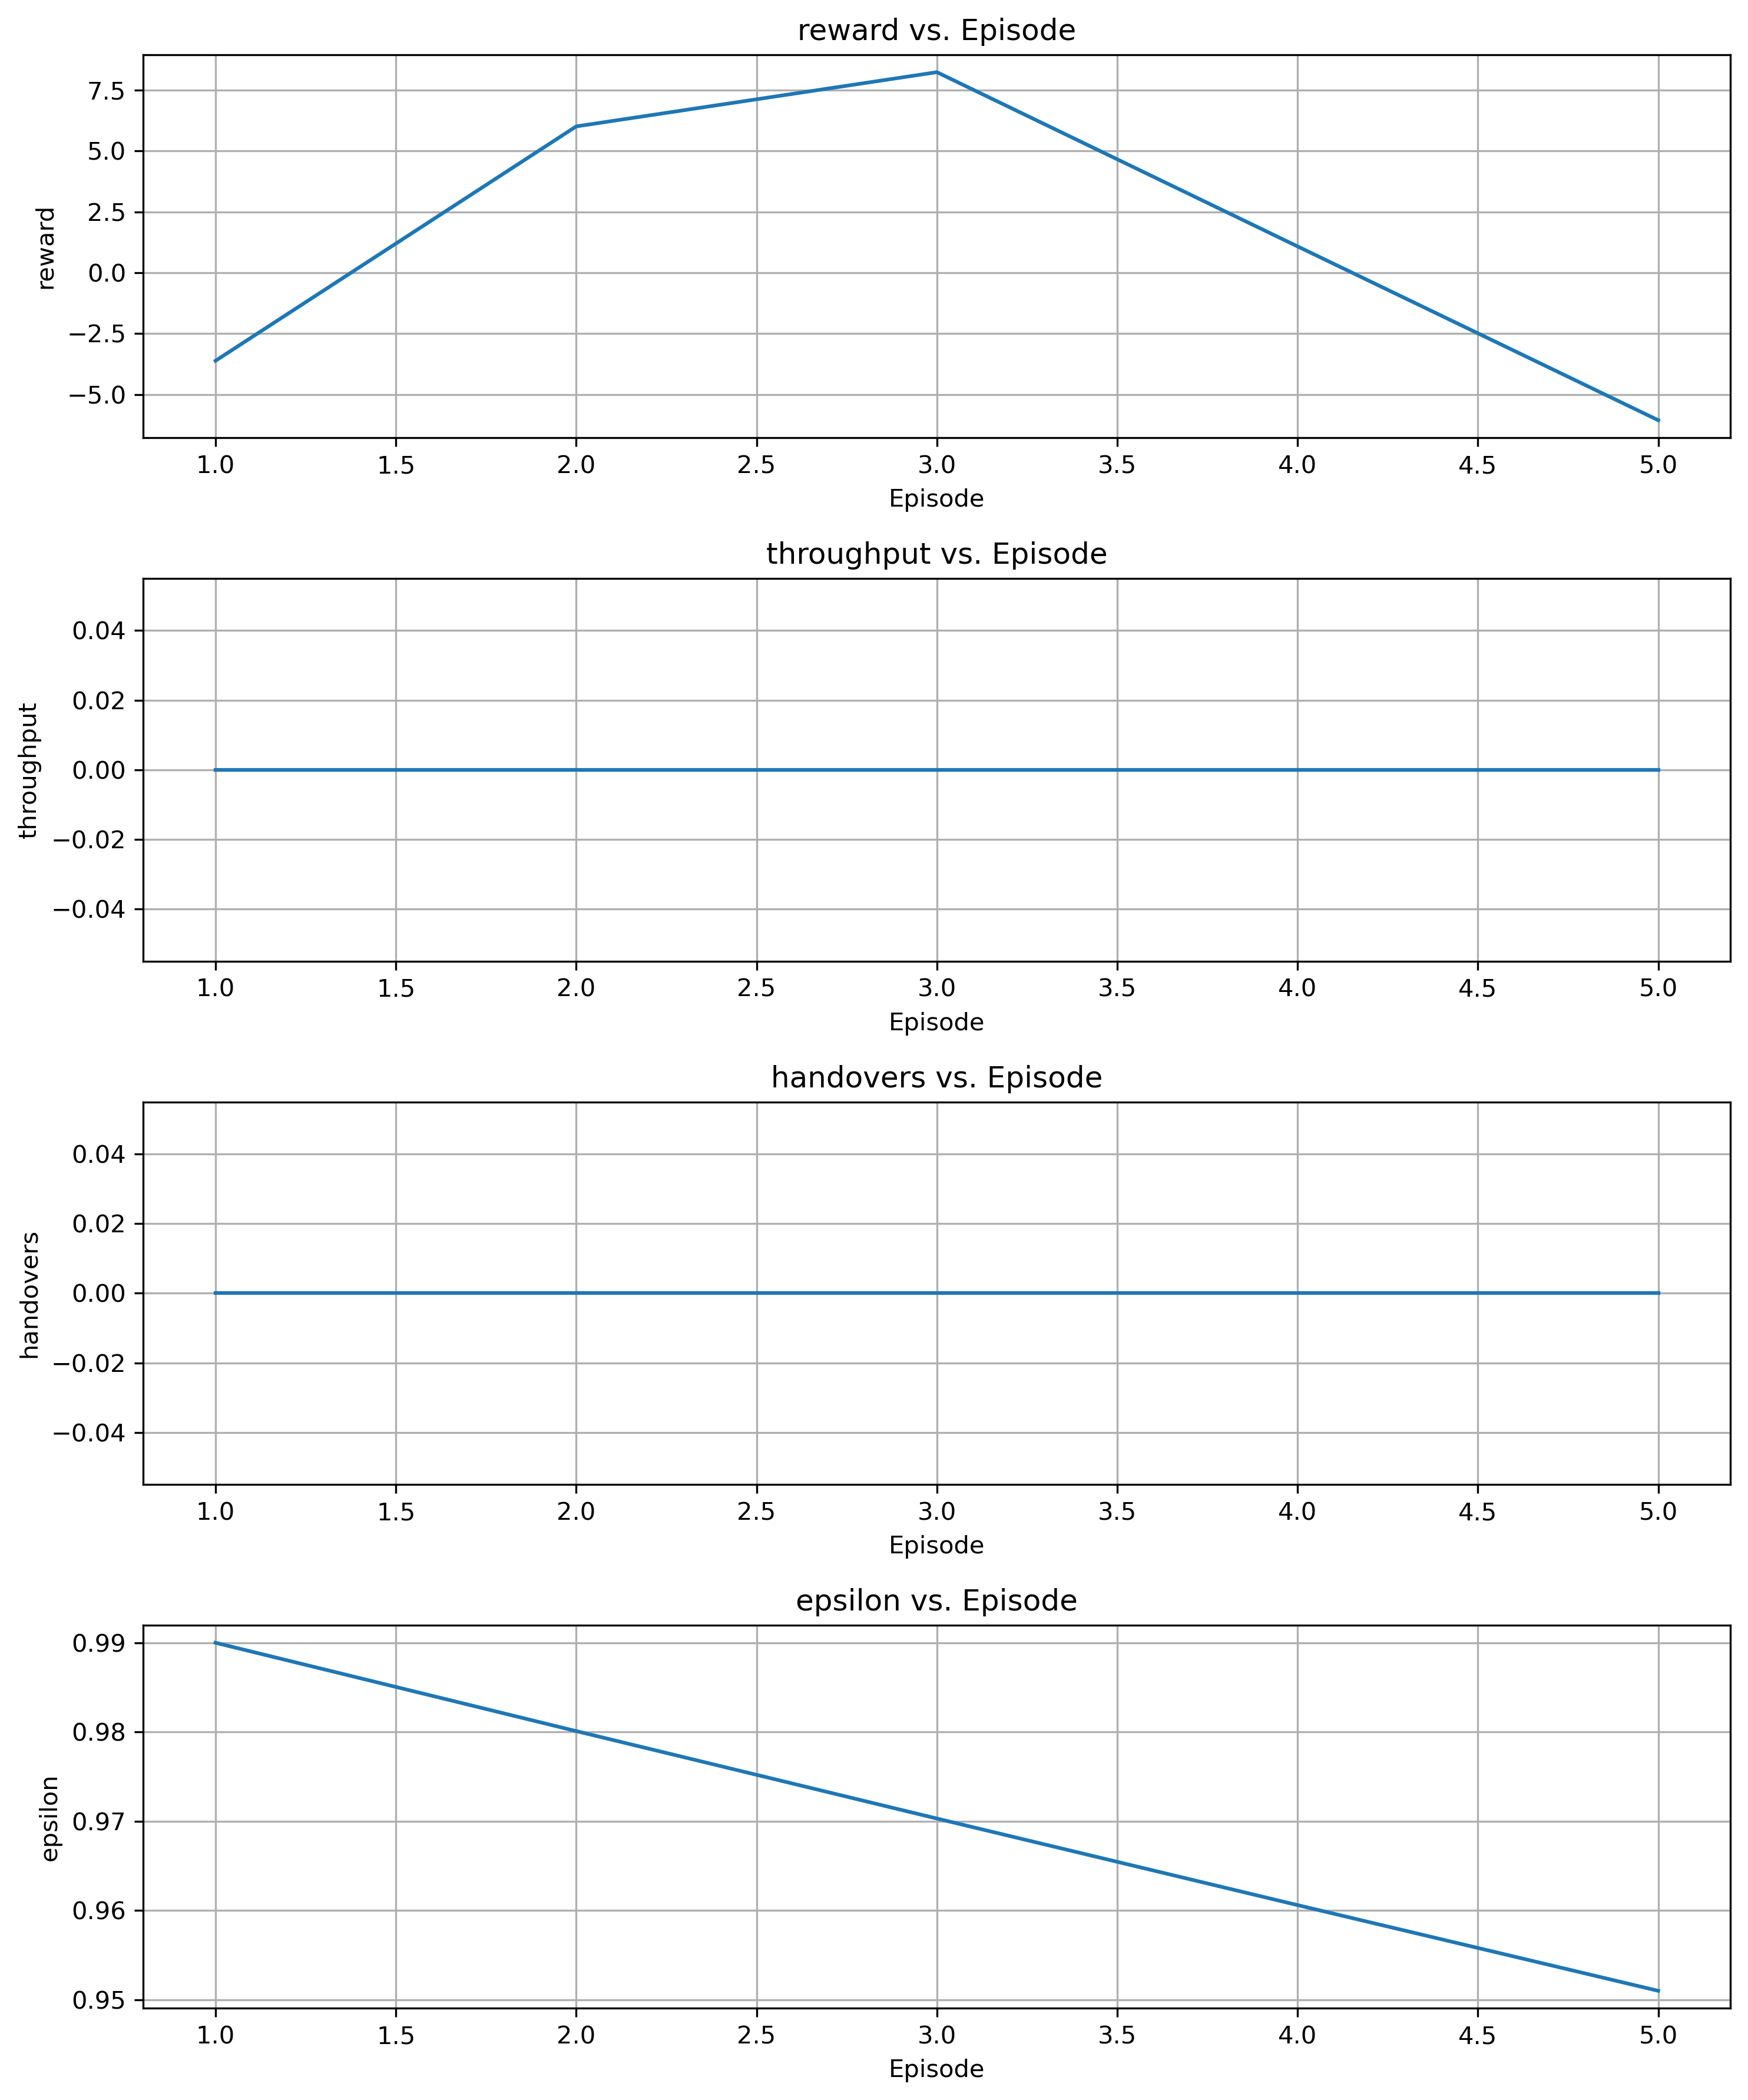 reward vs. Episode
7.5
5.0
2.5
0.0
−2.5
−5.0
reward
1.0 1.5 2.0 2.5 3.0 3.5 4.0 4.5 5.0
Episode
throughput vs. Episode
0.04
0.02
0.00
−0.02
−0.04
throughput
1.0 1.5 2.0 2.5 3.0 3.5 4.0 4.5 5.0
Episode
handovers vs. Episode
0.04
0.02
0.00
−0.02
−0.04
handovers
1.0 1.5 2.0 2.5 3.0 3.5 4.0 4.5 5.0
Episode
epsilon vs. Episode
0.99
0.98
0.97
0.96
0.95
epsilon
1.0 1.5 2.0 2.5 3.0 3.5 4.0 4.5 5.0
Episode